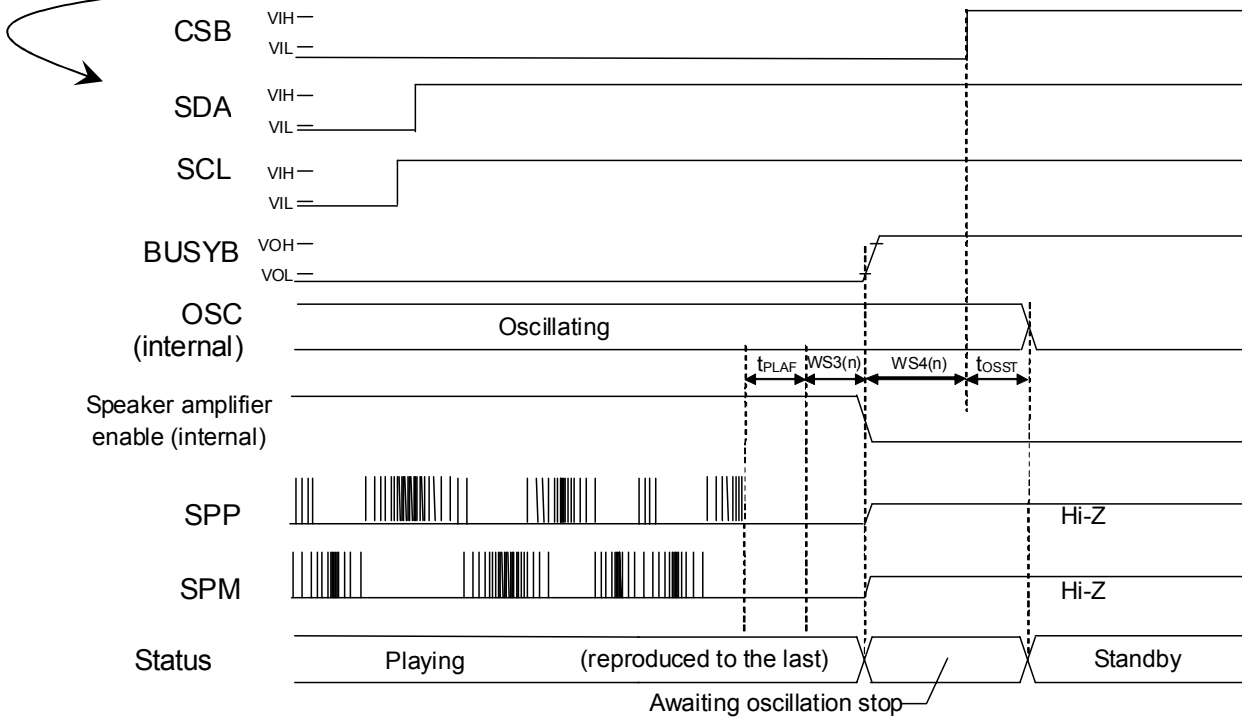 CSB
VIH
VIL
SDA
VIH
VIL
SCL
VIH
VIL
BUSYB
VOH
VOL
OSC
(internal)
Oscillating
tPLAF
WS3(n)
WS4(n)
tOSST
Speaker amplifier
enable (internal)
SPP
Hi-Z
SPM
Hi-Z
Status
Playing
(reproduced to the last)
Standby
Awaiting oscillation stop